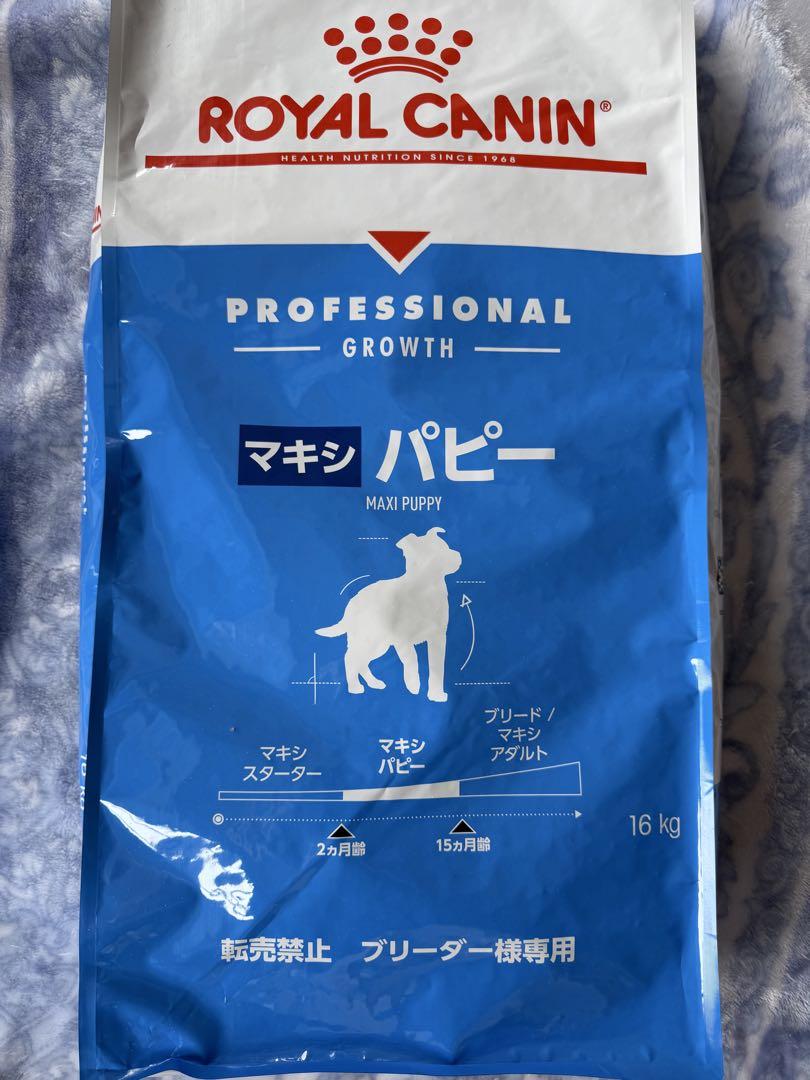 ROYAL CANIN®
HEALTH NUTRITION SINCE 1968
PROFESSIONAL
GROWTH
マキシ パピー
MAXI PUPPY
マキシ
スターター
マキシ
パピー
ブリード /
マキシ
アダルト
2ヵ月齢
15ヵ月齢
16 kg
転売禁止 ブリーダー様専用